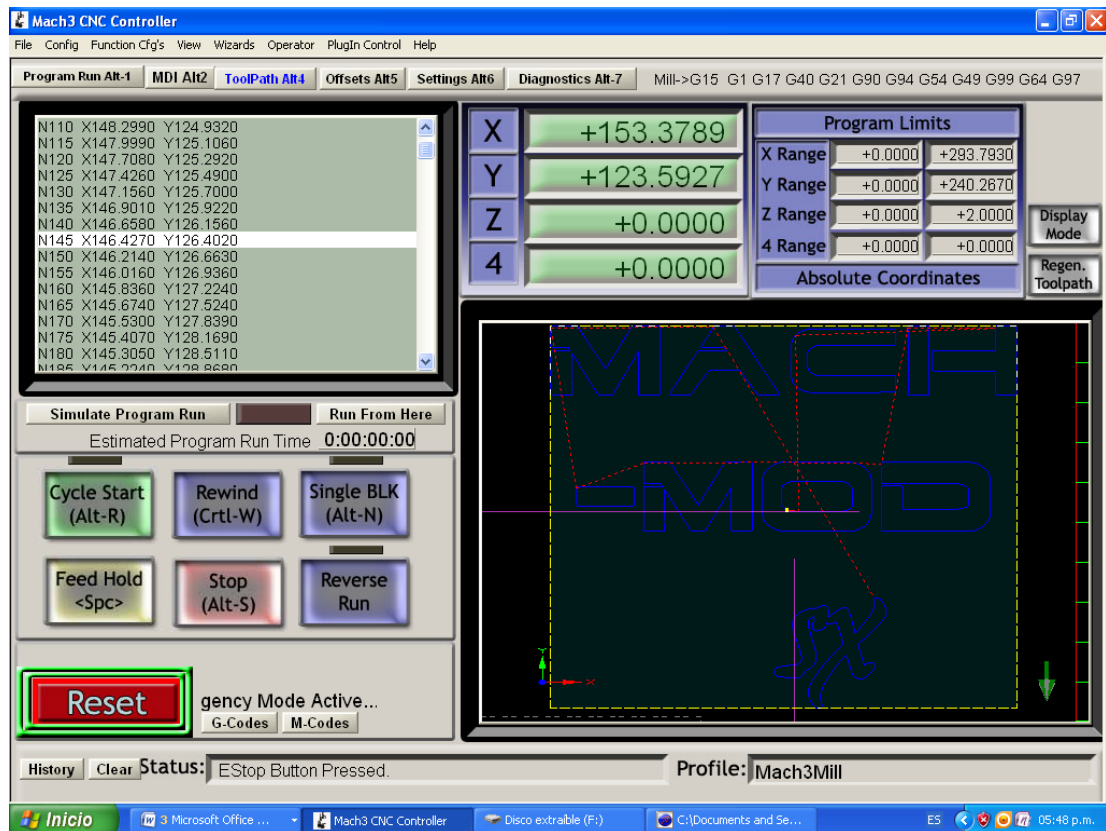 Mach3 CNC Controller
File Config Function Cfg's View Wizards Operator PlugIn Control Help
Program Run Alt-1 MDI Alt2 ToolPath Alt4 Offsets Alt5 Settings Alt6 Diagnostics Alt-7 Mill->G15 G1 G17 G40 G21 G90 G94 G54 G49 G99 G64 G97
N110 X148.2990 Y124.9320
N115 X147.9990 Y125.1060
N120 X147.7080 Y125.2920
N125 X147.4260 Y125.4900
N130 X147.1560 Y125.7000
N135 X146.9010 Y125.9220
N140 X146.6580 Y126.1560
N145 X146.4270 Y126.4020
N150 X146.2140 Y126.6630
N155 X146.0160 Y126.9360
N160 X145.8360 Y127.2240
N165 X145.6740 Y127.5240
N170 X145.5300 Y127.8390
N175 X145.4070 Y128.1690
N180 X145.3050 Y128.5110
N185 X145.2240 Y128.8680
X +153.3789
Y +123.5927
Z +0.0000
4 +0.0000
Program Limits
X Range +0.0000 +293.7930
Y Range +0.0000 +240.2670
Z Range +0.0000 +2.0000
4 Range +0.0000 +0.0000
Absolute Coordinates
Display
Mode
Regen.
Toolpath
MACH
-MOD
SX
Y
X
Simulate Program Run Run From Here
Estimated Program Run Time 0:00:00:00
Cycle Start
(Alt-R)
Rewind
(Crtl-W)
Single BLK
(Alt-N)
Feed Hold
<Spc>
Stop
(Alt-S)
Reverse
Run
Reset
gency Mode Active...
G-Codes M-Codes
History Clear Status: EStop Button Pressed. Profile: Mach3Mill
Inicio 3 Microsoft Office ... Mach3 CNC Controller Disco extraíble (F:) C:\Documents and Se... ES 05:48 p.m.